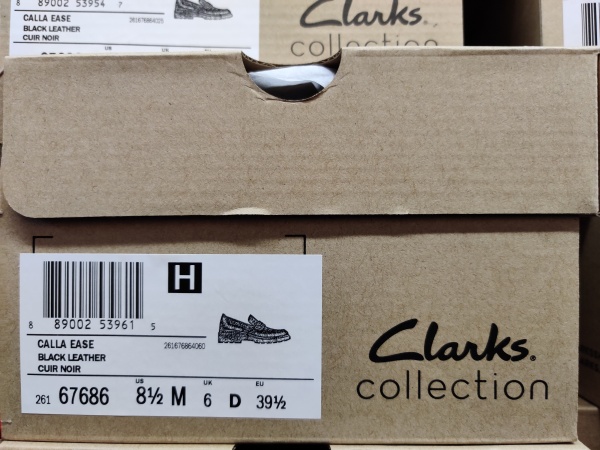 8 89002 53954 7
CALLA EASE
BLACK LEATHER
CUIR NOIR
Clarks.
collection
H
8 89002 53961 5
CALLA EASE 261676864060
BLACK LEATHER
CUIR NOIR
US UK EU
261 67686 8½ M 6 D 39½
Clarks.
collection